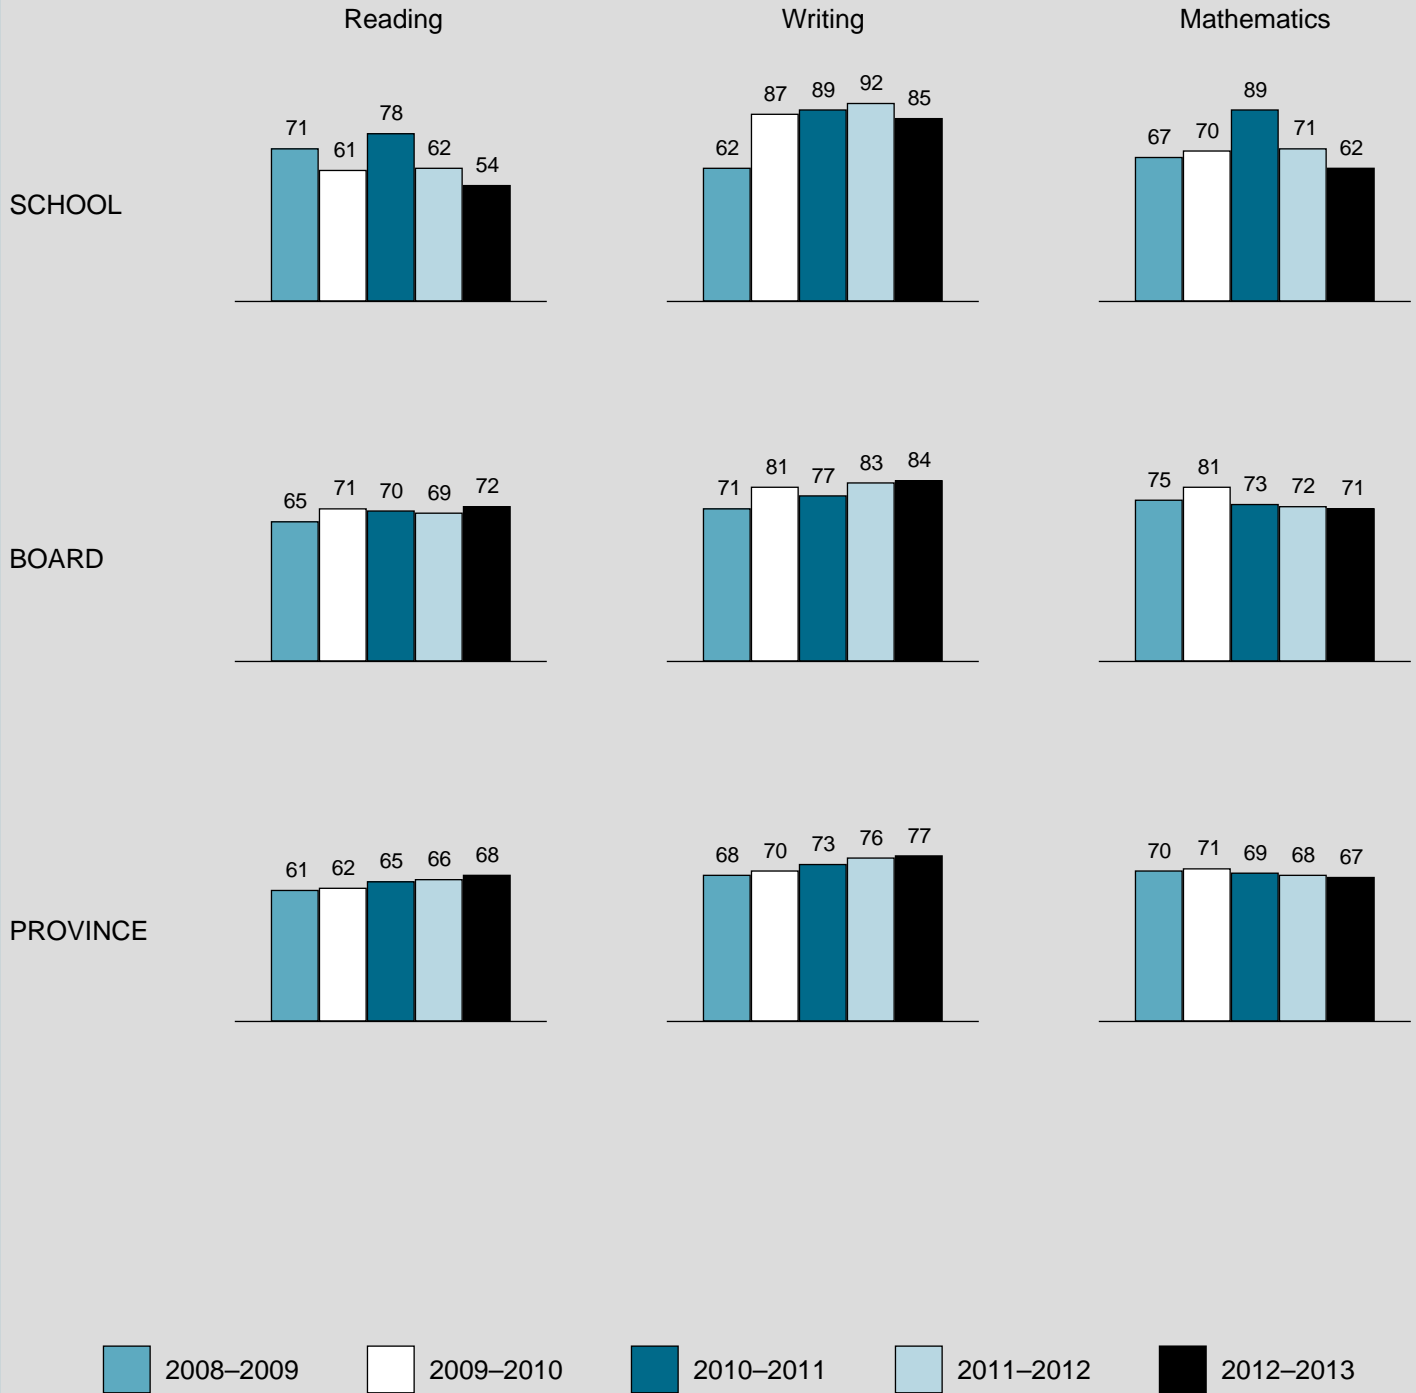 Reading Writing Mathematics
SCHOOL
71 61 78 62 54
62 87 89 92 85
67 70 89 71 62
BOARD
65 71 70 69 72
71 81 77 83 84
75 81 73 72 71
PROVINCE
61 62 65 66 68
68 70 73 76 77
70 71 69 68 67
2008–2009 2009–2010 2010–2011 2011–2012 2012–2013